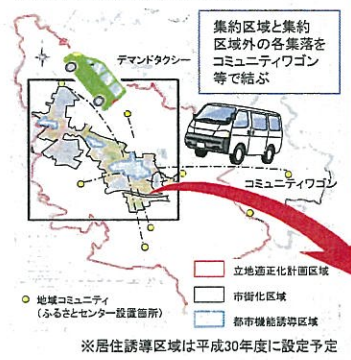 集約区域と集約
区域外の各集落を
コミュニティワゴン
等で結ぶ
デマンドタクシー
コミュニティワゴン
立地適正化計画区域
市街化区域
都市機能誘導区域
地域コミュニティ
(ふるさとセンター設置箇所)
※居住誘導区域は平成30年度に設定予定